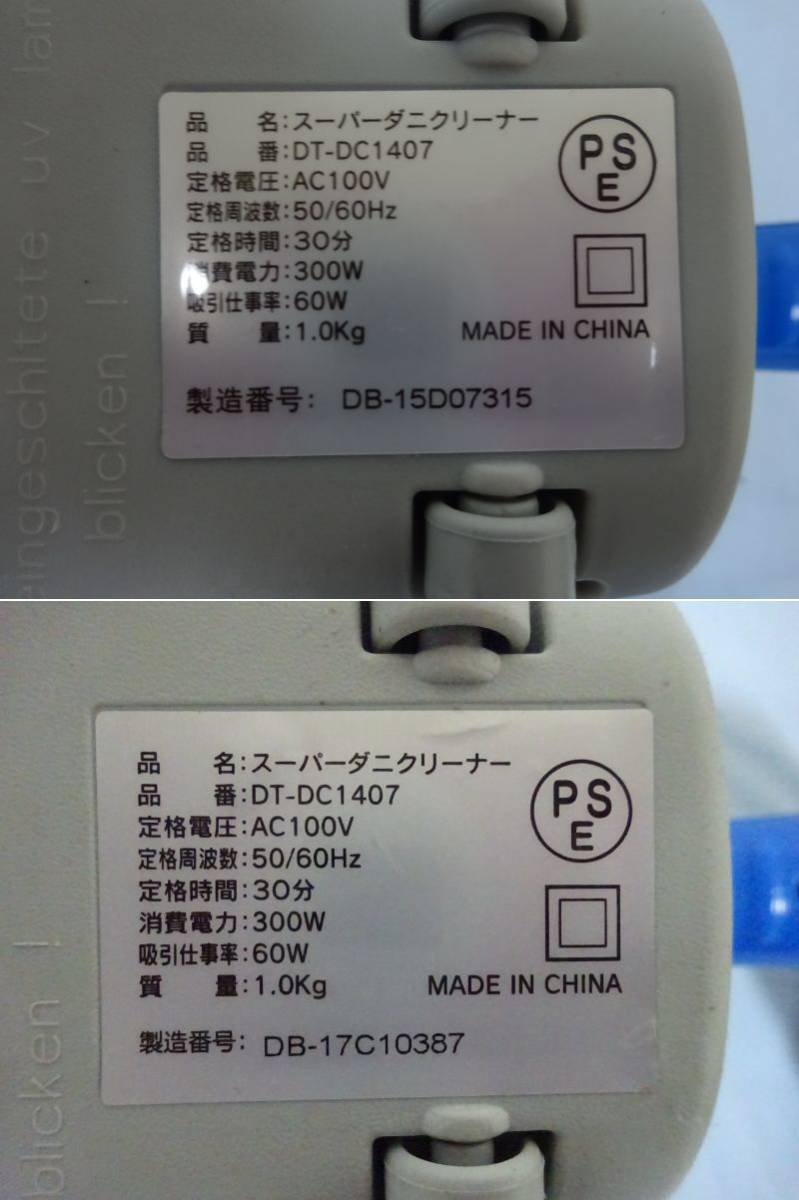 eingeschltete uv lam
blicken !
品 名:スーパーダニクリーナー
品 番:DT-DC1407
定格電圧:AC100V
定格周波数:50/60Hz
定格時間:30分
消費電力:300W
吸引仕事率:60W
質 量:1.0Kg
MADE IN CHINA
製造番号: DB-15D07315
PSE
blicken !
品 名:スーパーダニクリーナー
品 番:DT-DC1407
定格電圧:AC100V
定格周波数:50/60Hz
定格時間:30分
消費電力:300W
吸引仕事率:60W
質 量:1.0Kg
MADE IN CHINA
製造番号: DB-17C10387
PSE